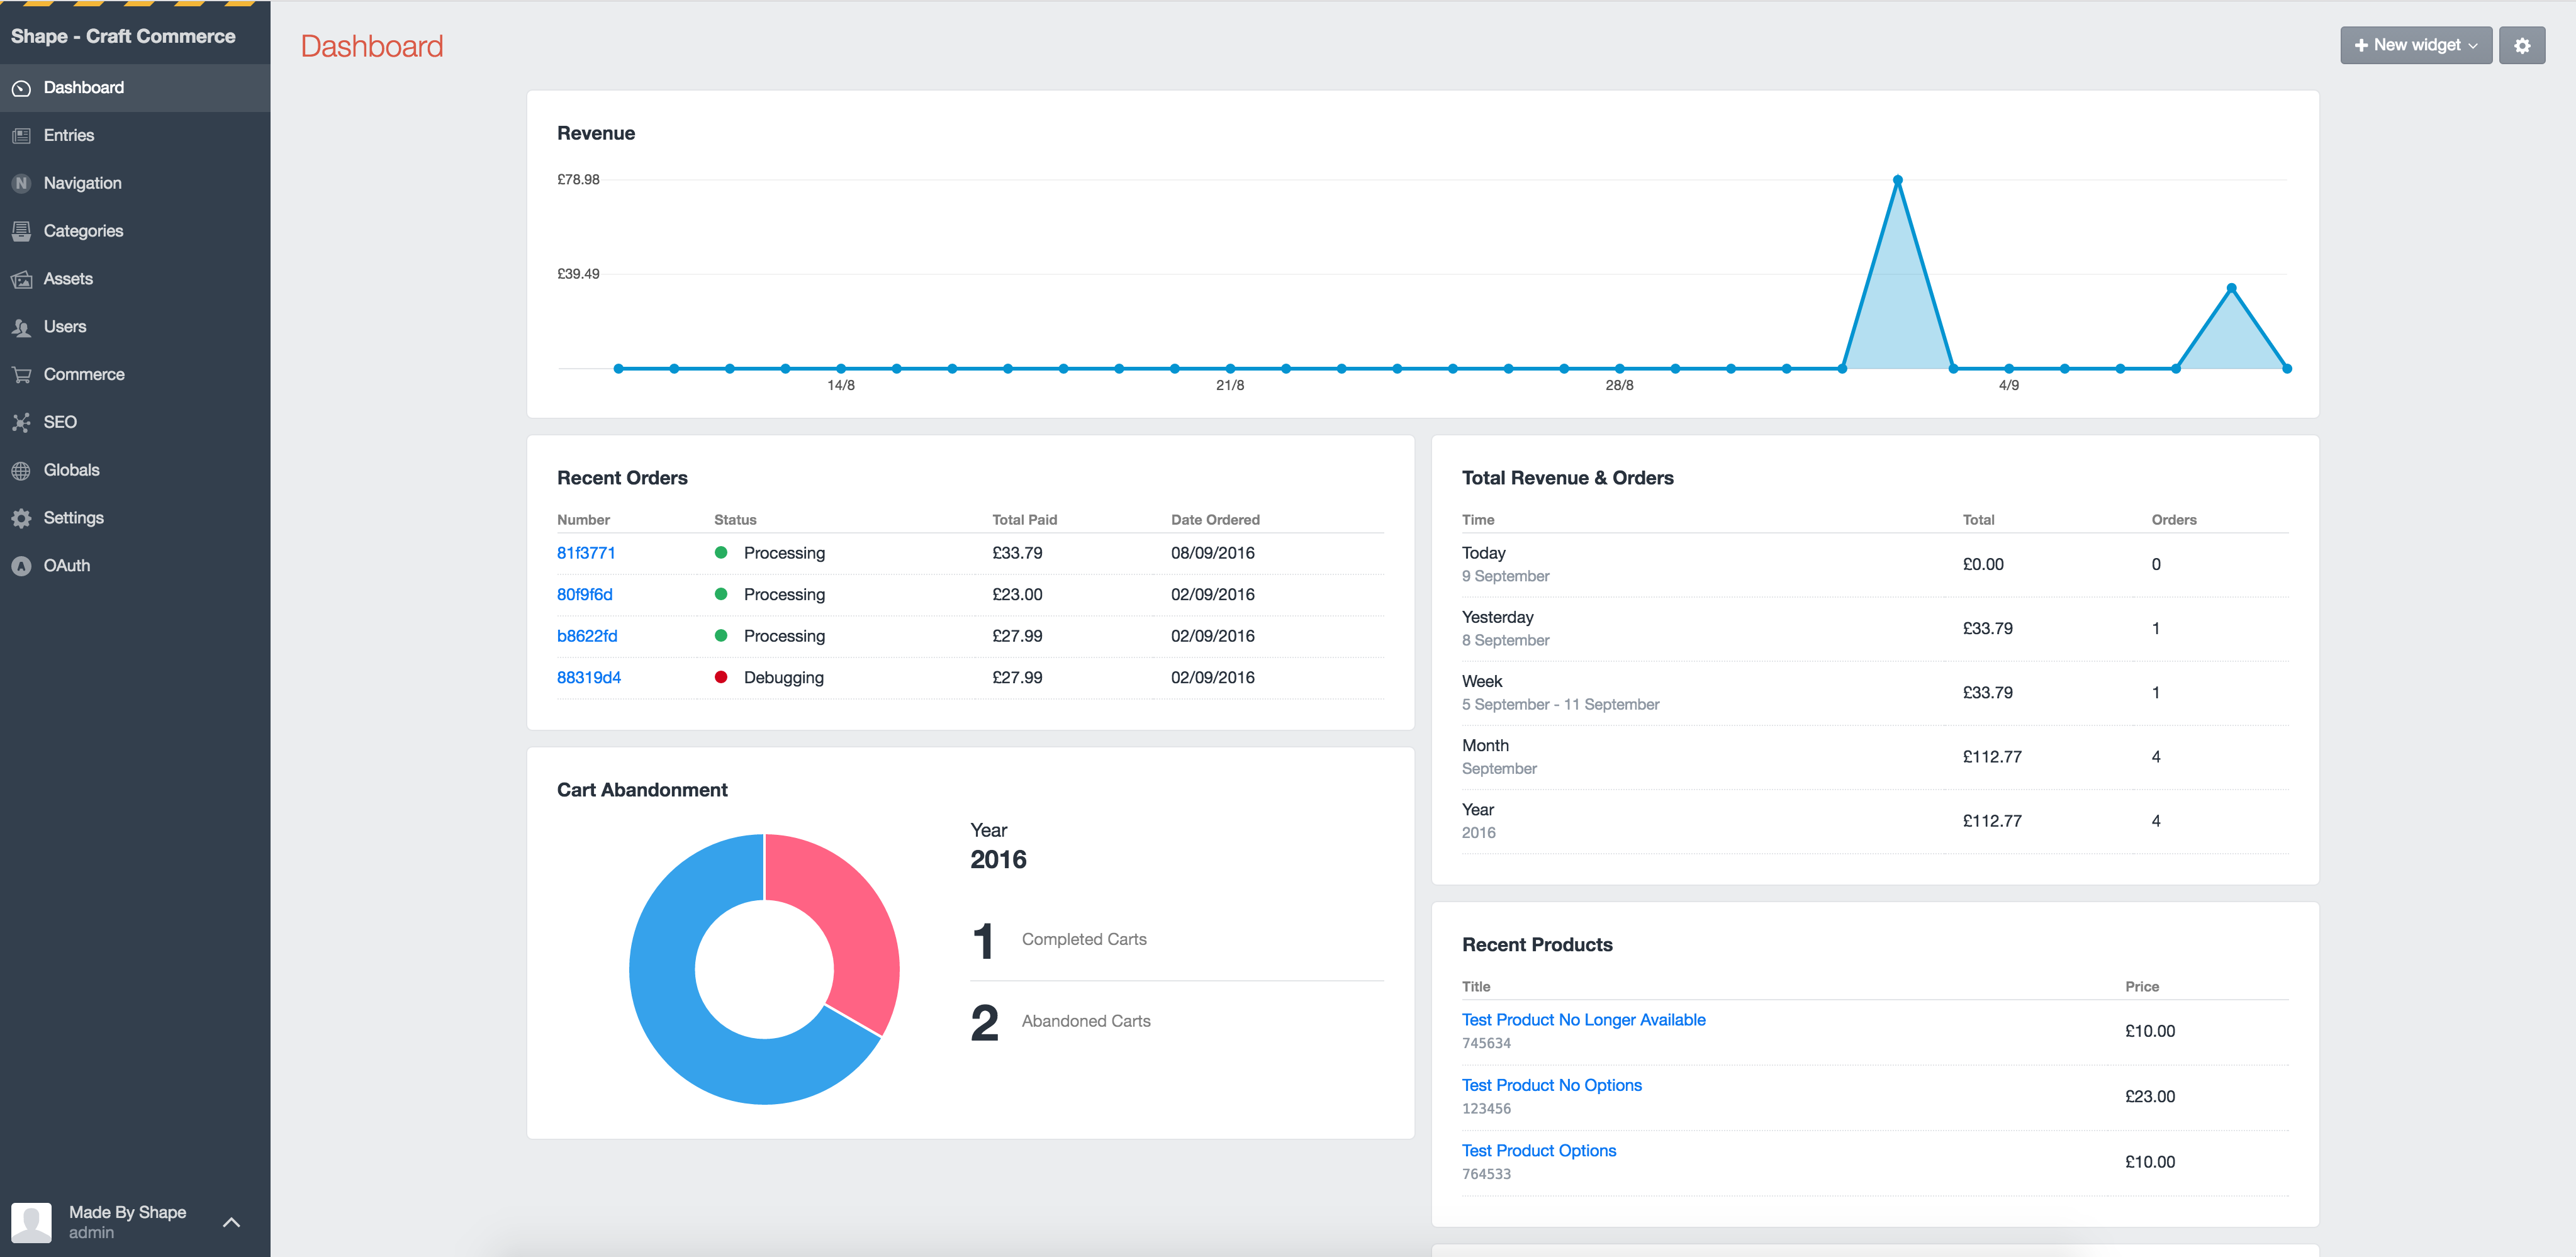 Shape - Craft Commerce
Dashboard
Entries
N Navigation
Categories
Assets
Users
Commerce
SEO
Globals
Settings
A OAuth
Made By Shape
admin
Dashboard
New widget
Revenue
£78.98
£39.49
14/8 21/8 28/8 4/9
Recent Orders
Number Status Total Paid Date Ordered
81f3771 Processing £33.79 08/09/2016
80f9f6d Processing £23.00 02/09/2016
b8622fd Processing £27.99 02/09/2016
88319d4 Debugging £27.99 02/09/2016
Cart Abandonment
Year
2016
1 Completed Carts
2 Abandoned Carts
Total Revenue & Orders
Time Total Orders
Today
9 September
£0.00 0
Yesterday
8 September
£33.79 1
Week
5 September - 11 September
£33.79 1
Month
September
£112.77 4
Year
2016
£112.77 4
Recent Products
Title Price
Test Product No Longer Available
745634
£10.00
Test Product No Options
123456
£23.00
Test Product Options
764533
£10.00